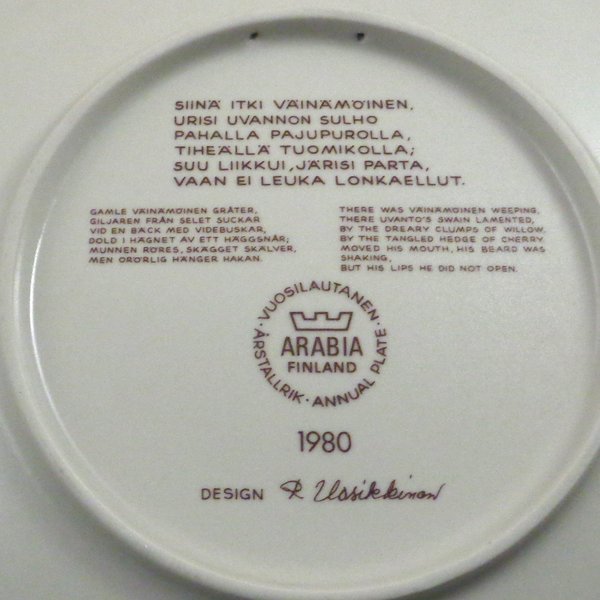 SIINÄ ITKI VÄINÄMÖINEN,
URISI UVANNON SULHO
PAHALLA PAJUPUROLLA,
TIHEÄLLÄ TUOMIKOLLA;
SUU LIIKKUI, JÄRISI PARTA,
VAAN EI LEUKA LONKAELLUT.
GAMLE VÄINÄMÖINEN GRÅTER,
GILJAREN FRÅN SELET SUCKAR
VID EN BÄCK MED VIDEBUSKAR,
DOLD I HÄGNET AV ETT HÄGGSNÅR;
MUNNEN RÖRES, SKÄGGET SKÄLVER,
MEN ORÖRLIG HÄNGER HAKAN.
THERE WAS VÄINÄMÖINEN WEEPING,
THERE UVANTO'S SWAIN LAMENTED,
BY THE DREARY CLUMPS OF WILLOW,
BY THE TANGLED HEDGE OF CHERRY.
MOVED HIS MOUTH, HIS BEARD WAS
SHAKING,
BUT HIS LIPS HE DID NOT OPEN.
· VUOSILAUTANEN ·
ARABIA
FINLAND
ÅRSTALLRIK · ANNUAL PLATE
1980
DESIGN R Uosikkinen